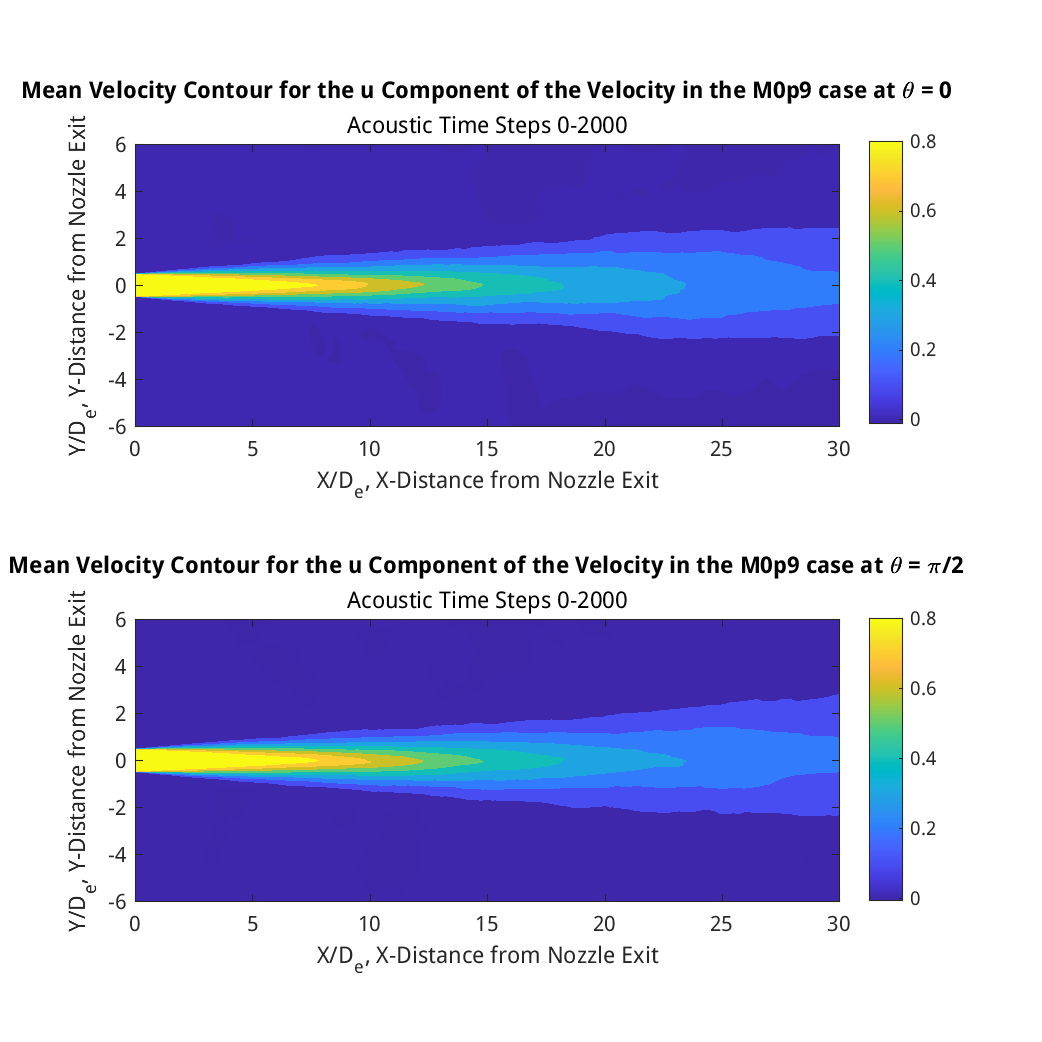 Mean Velocity Contour for the u Component of the Velocity in the M0p9 case at θ = 0
Acoustic Time Steps 0-2000
Y/De, Y-Distance from Nozzle Exit
6
4
2
0
-2
-4
-6
0 5 10 15 20 25 30
X/De, X-Distance from Nozzle Exit
0.8
0.6
0.4
0.2
0
Mean Velocity Contour for the u Component of the Velocity in the M0p9 case at θ = π/2
Acoustic Time Steps 0-2000
Y/De, Y-Distance from Nozzle Exit
6
4
2
0
-2
-4
-6
0 5 10 15 20 25 30
X/De, X-Distance from Nozzle Exit
0.8
0.6
0.4
0.2
0